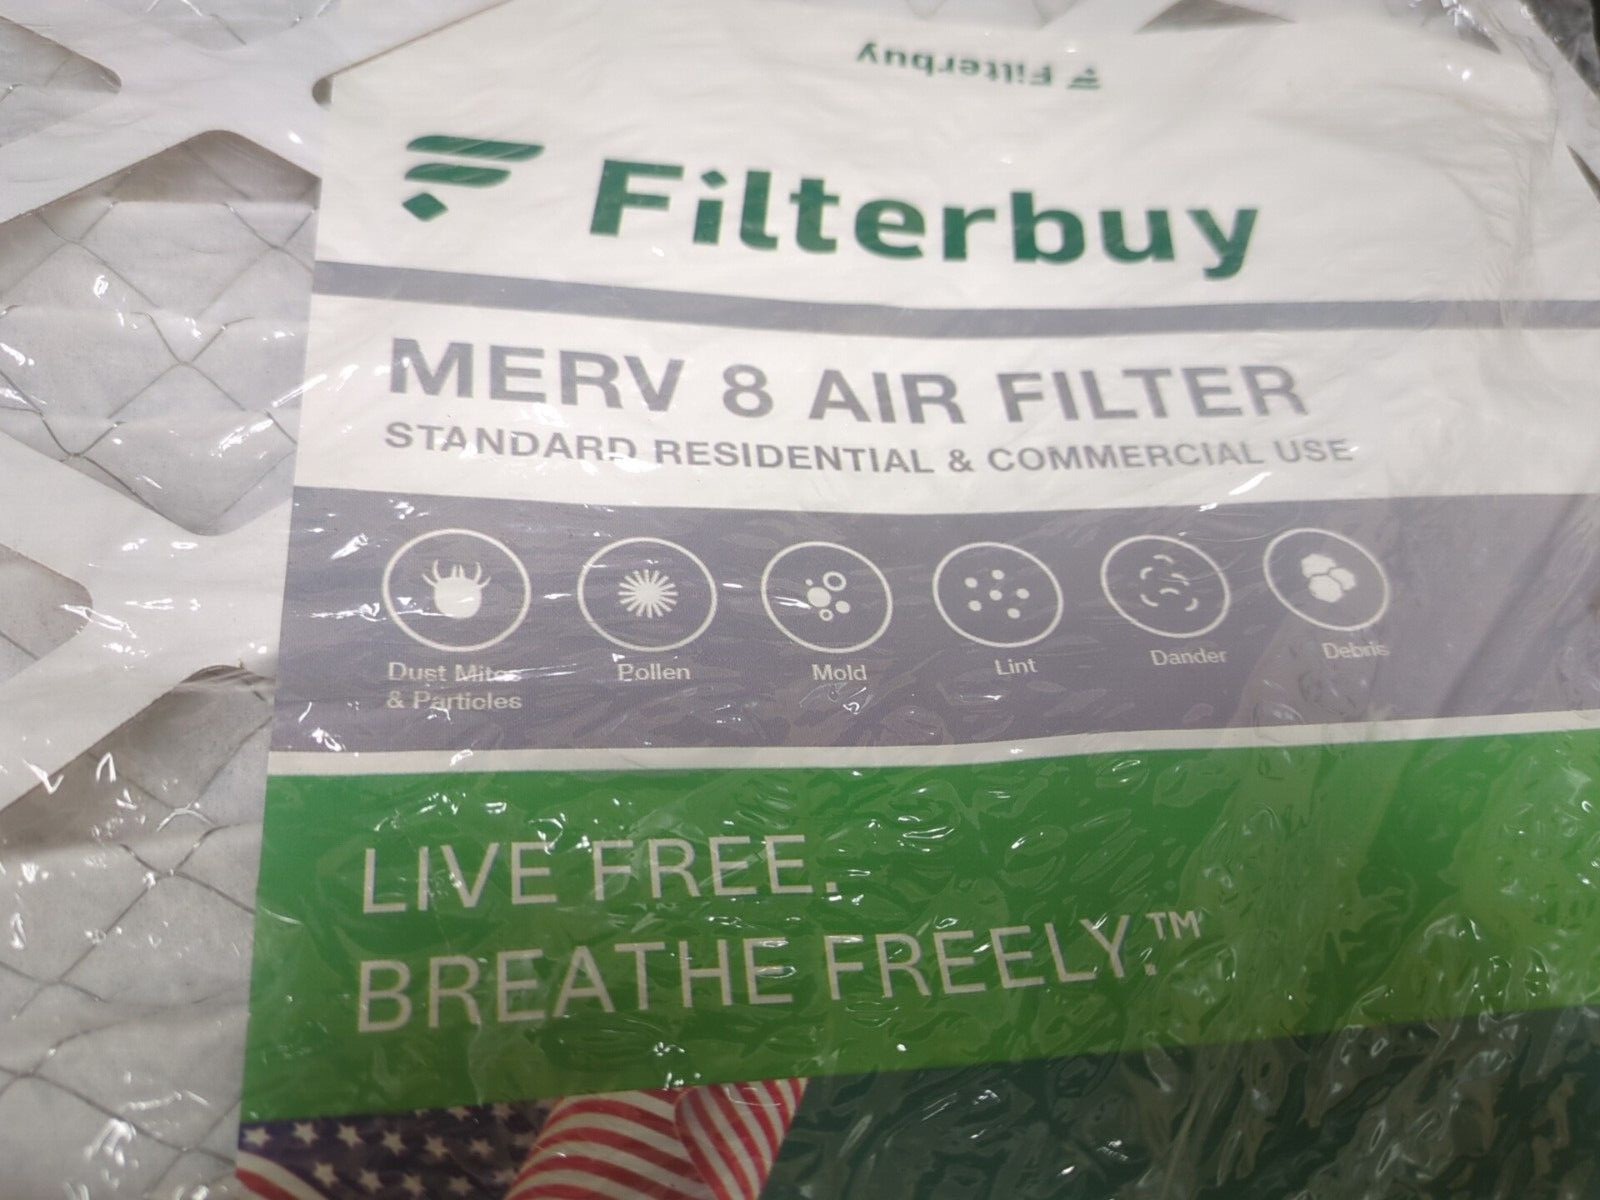 Filterbuy
Filterbuy
MERV 8 AIR FILTER
STANDARD RESIDENTIAL & COMMERCIAL USE
Dust Mites
& Particles
Pollen
Mold
Lint
Dander
Debris
LIVE FREE.
BREATHE FREELY.™